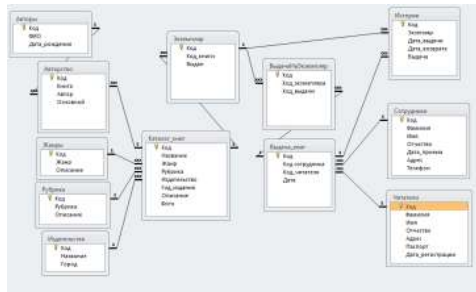 Авторы
Код
ФИО
Дата_рождения
Авторство
Код
Книга
Автор
Основной
Жанры
Код
Жанр
Описание
Рубрика
Код
Рубрика
Описание
Издательства
Код
Название
Город
Экземпляр
Код
Код_книги
Выдан
Каталог_книг
Код
Название
Жанр
Рубрика
Издательство
Год_издания
Описание
Фото
ВыдачаЧаЭкземпляр
Код
Код_экземпляра
Код_выдачи
Выдача_книг
Код
Код_сотрудника
Код_читателя
Дата
История
Код
Экземпляр
Дата_выдачи
Дата_возврата
Выдача
Сотрудники
Код
Фамилия
Имя
Отчество
Дата_приема
Адрес
Телефон
Читатели
Код
Фамилия
Имя
Отчество
Адрес
Паспорт
Дата_регистрации